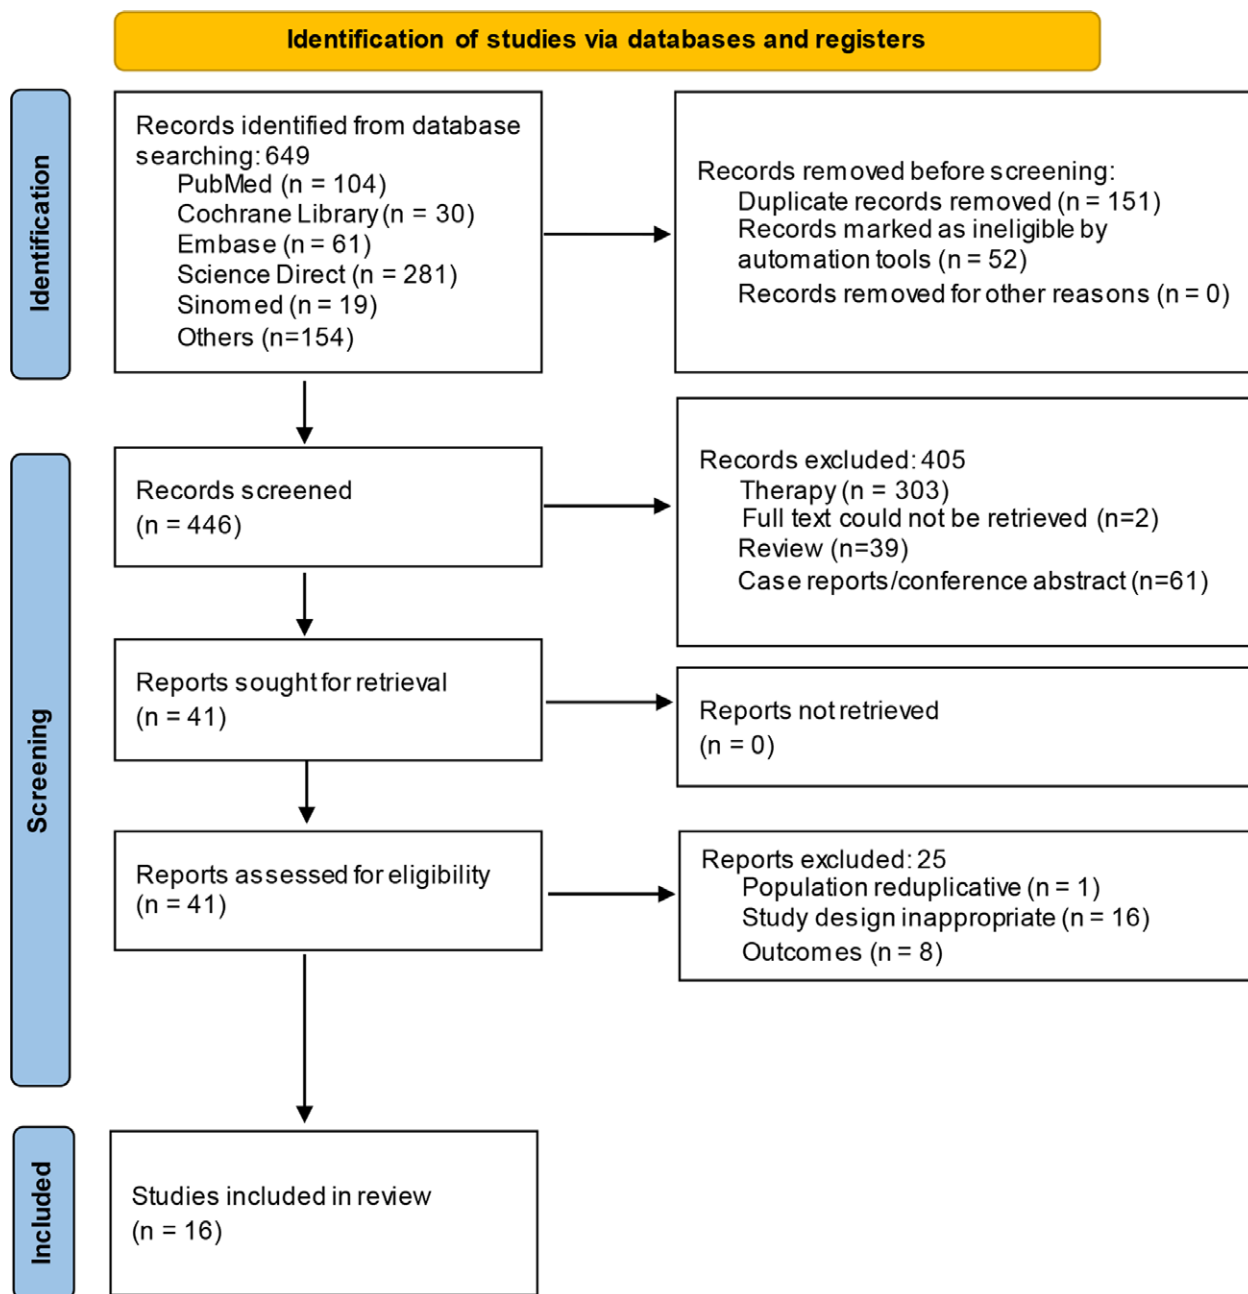 Identification of studies via databases and registers
Identification
Records identified from database
searching: 649
PubMed (n = 104)
Cochrane Library (n = 30)
Embase (n = 61)
Science Direct (n = 281)
Sinomed (n = 19)
Others (n=154)
Records removed before screening:
Duplicate records removed (n = 151)
Records marked as ineligible by
automation tools (n = 52)
Records removed for other reasons (n = 0)
Screening
Records screened
(n = 446)
Records excluded: 405
Therapy (n = 303)
Full text could not be retrieved (n=2)
Review (n=39)
Case reports/conference abstract (n=61)
Reports sought for retrieval
(n = 41)
Reports not retrieved
(n = 0)
Reports assessed for eligibility
(n = 41)
Reports excluded: 25
Population reduplicative (n = 1)
Study design inappropriate (n = 16)
Outcomes (n = 8)
Included
Studies included in review
(n = 16)